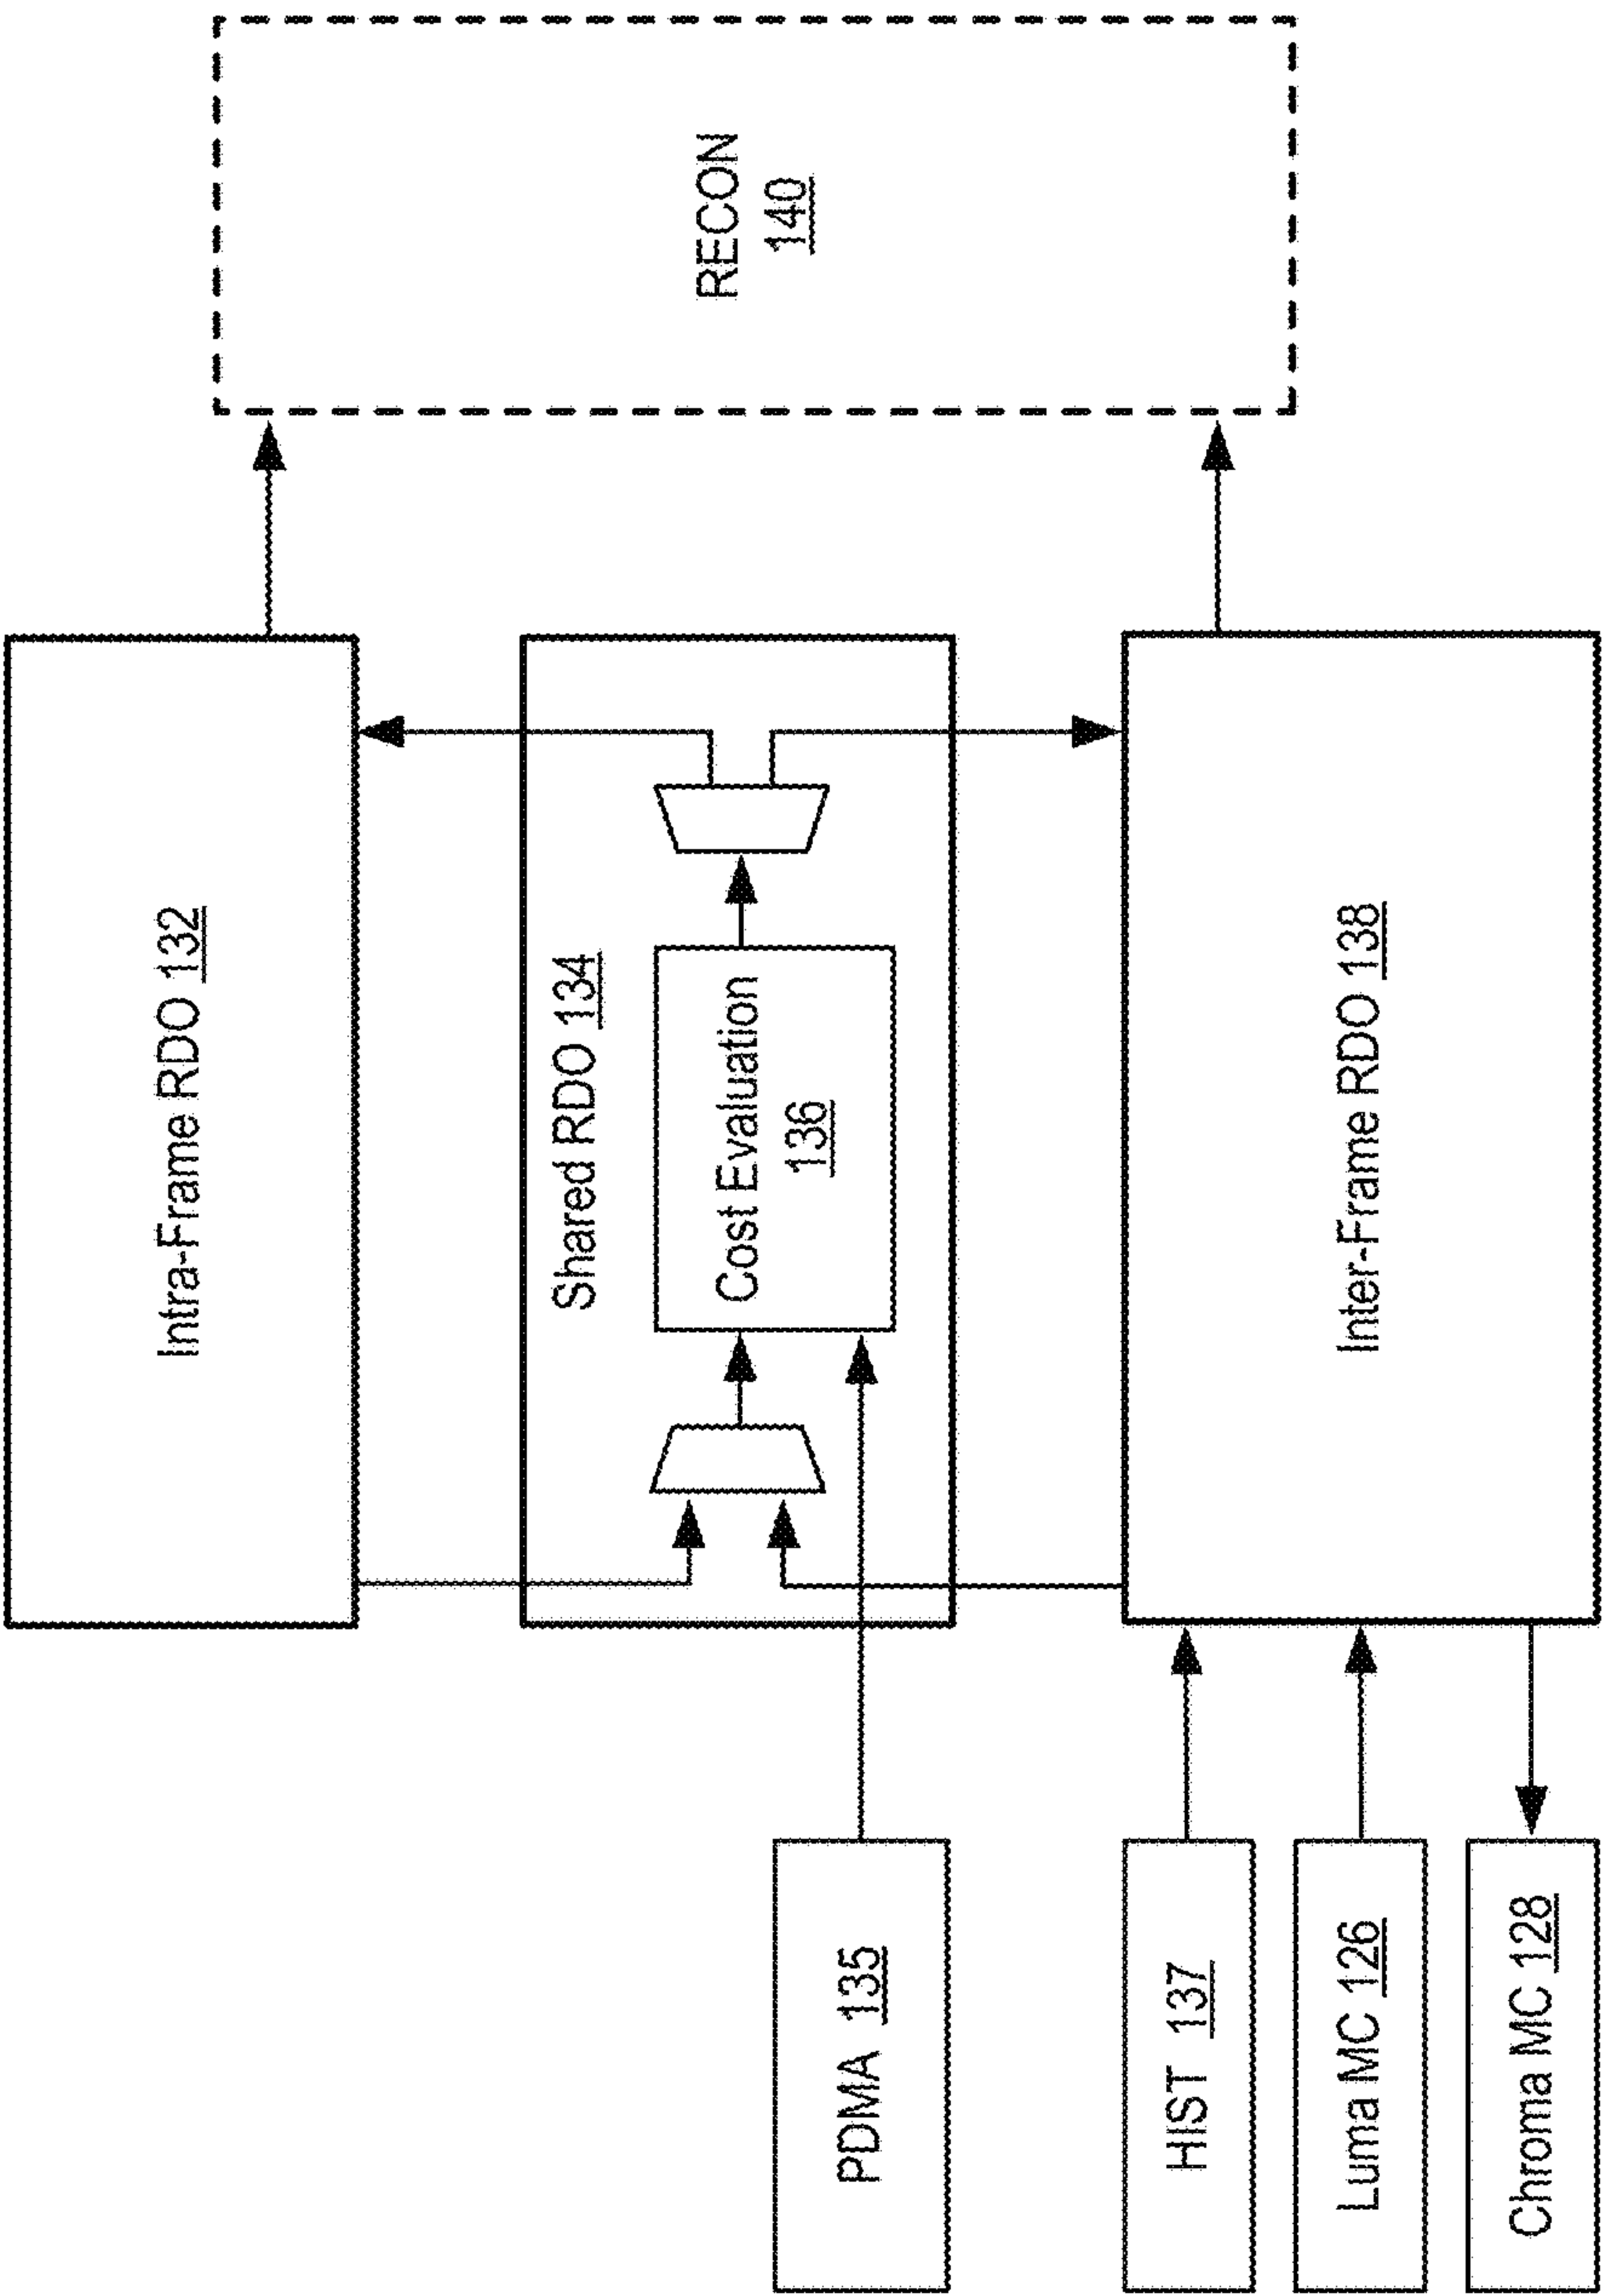 Intra-Frame RDO 132
Shared RDO 134
Cost Evaluation
136
RECON
140
PDMA 135
HIST 137
Luma MC 126
Chroma MC 128
Inter-Frame RDO 138